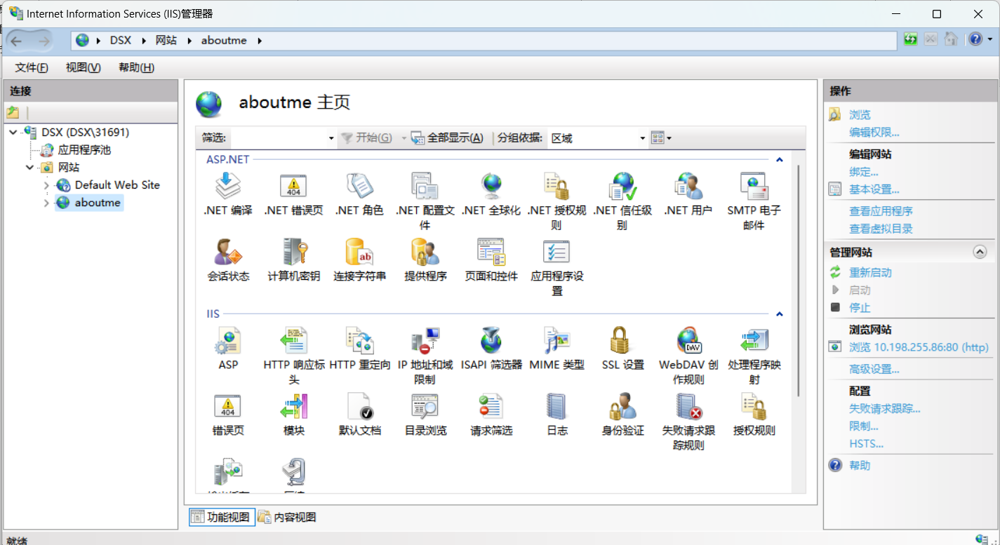 Internet Information Services (IIS)管理器
DSX 网站 aboutme
文件(F) 视图(V) 帮助(H)
连接
DSX (DSX\31691)
应用程序池
网站
Default Web Site
aboutme
aboutme 主页
筛选: 开始(G) 全部显示(A) 分组依据: 区域
ASP.NET
.NET 编译
404
.NET 错误页
.NET 角色
.NET 配置文
件
.NET 全球化
.NET 授权规
则
.NET 信任级
别
.NET 用户
SMTP 电子
邮件
会话状态
计算机密钥
ab
连接字符串
提供程序
页面和控件
应用程序设
置
IIS
ASP
HTTP 响应标
头
HTTP 重定向
IP 地址和域
限制
ISAPI 筛选器
MIME 类型
SSL 设置
DAV
WebDAV 创
作规则
处理程序映
射
404
错误页
模块
默认文档
目录浏览
请求筛选
日志
身份验证
失败请求跟
踪规则
授权规则
功能视图 内容视图
操作
浏览
编辑权限...
编辑网站
绑定...
基本设置...
查看应用程序
查看虚拟目录
管理网站
重新启动
启动
停止
浏览网站
浏览 10.198.255.86:80 (http)
高级设置...
配置
失败请求跟踪...
限制...
HSTS...
帮助
就绪